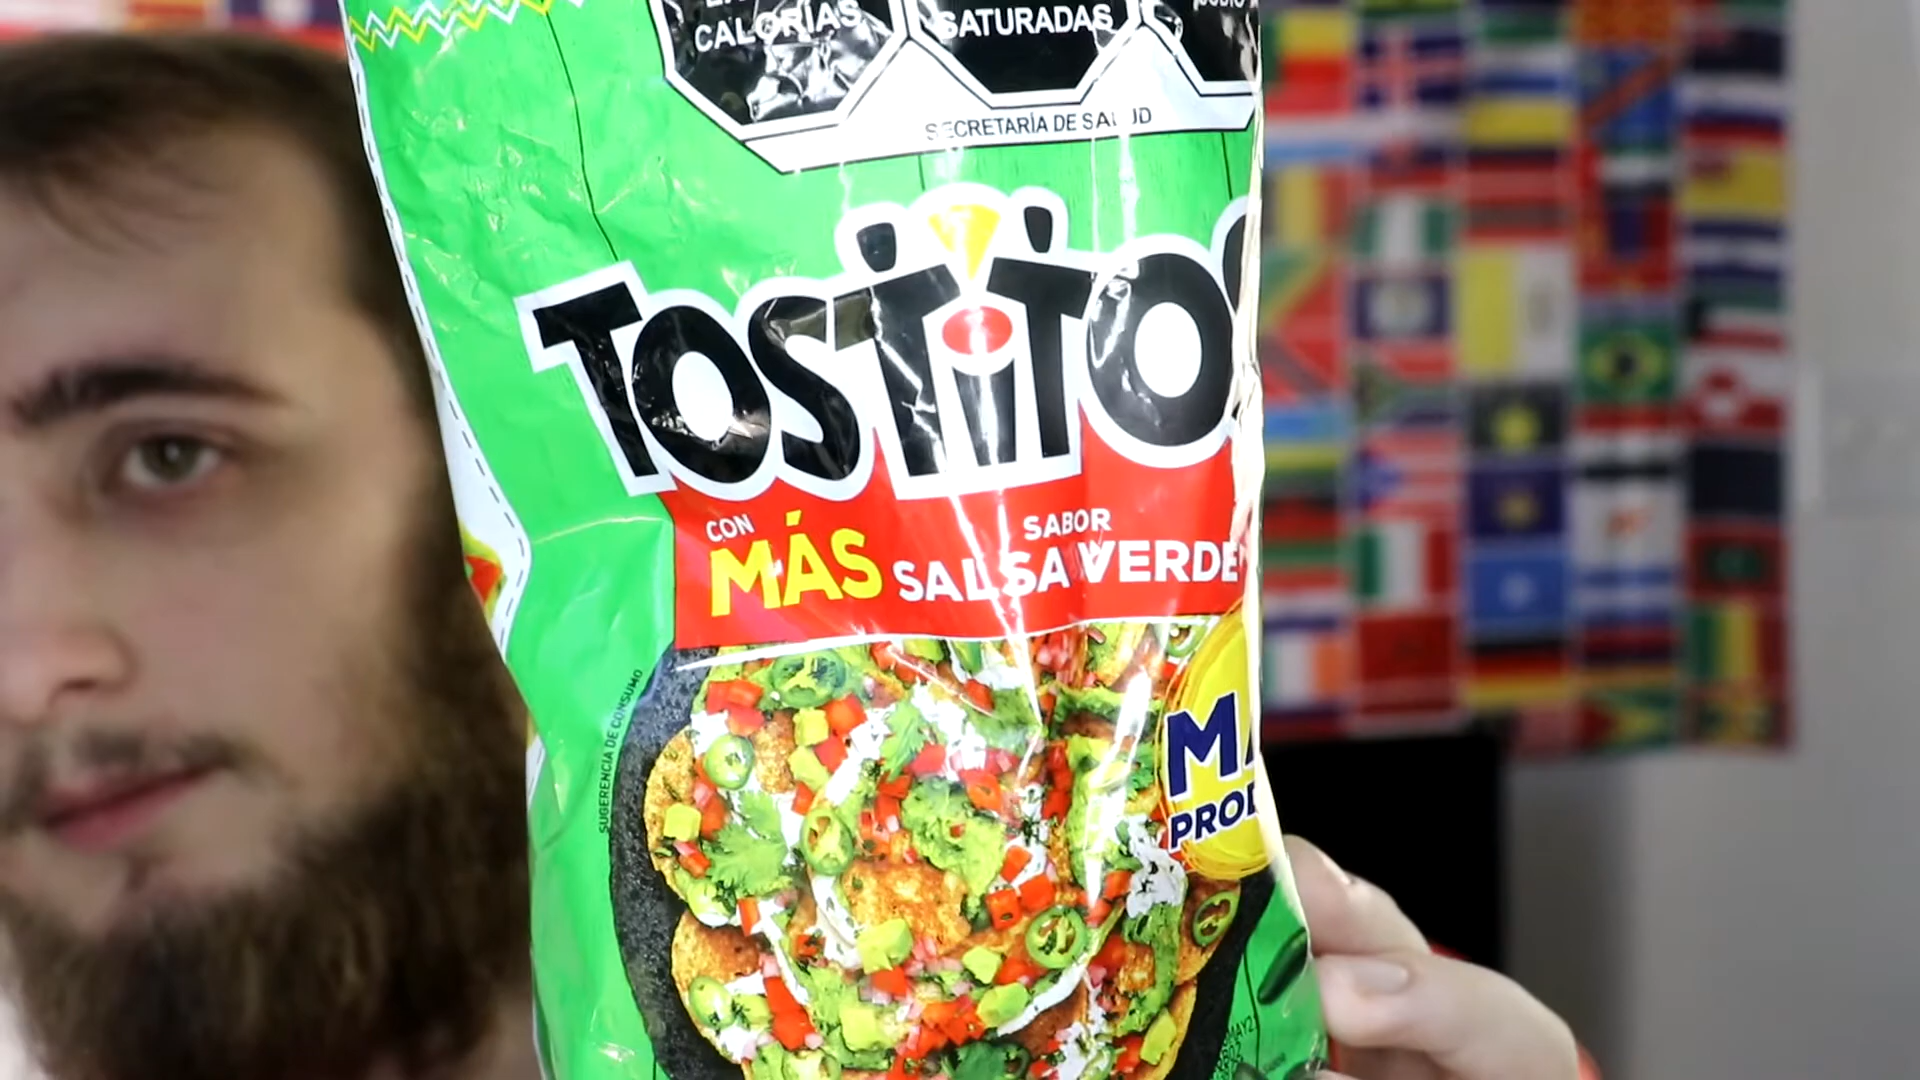 CALORÍAS
SATURADAS
SECRETARÍA DE SALUD
TOSTITOS
CON
MÁS
SABOR
SALSA VERDE
SUGERENCIA DE CONSUMO